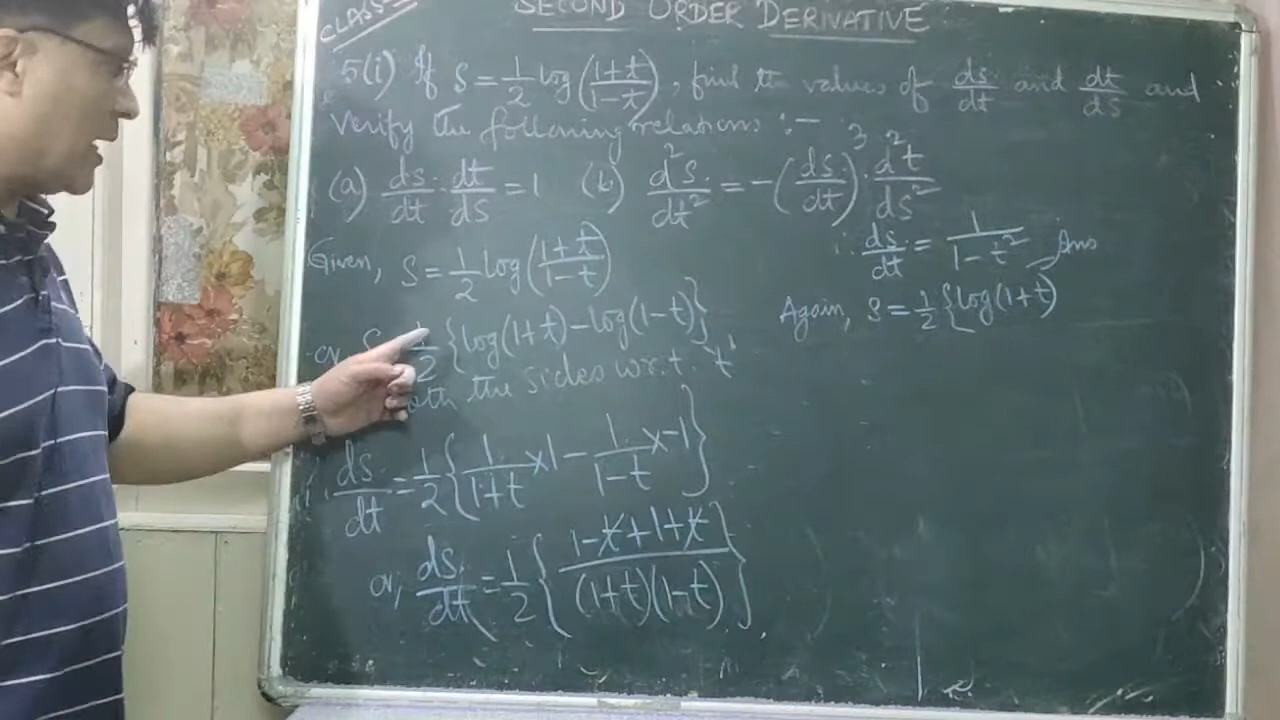 CLASS-
SECOND ORDER DERIVATIVE
5(i) If S = 1/2 log((1+t)/(1-t)), find the values of ds/dt and dt/ds and
verify the following relations :-
(a) ds/dt · dt/ds = 1 (b) d²s/dt² = -(ds/dt)³ · d²t/ds²
Given, S = 1/2 log((1+t)/(1-t))
or, S 1/2 {log(1+t) - log(1-t)}
both the sides w.r.t. 't'
ds/dt = 1/2 {1/(1+t) x 1 - 1/(1-t) x -1}
or, ds/dt = 1/2 {(1-t+1+t)/((1+t)(1-t))}
∴ ds/dt = 1/(1-t²) Ans
Again, S = 1/2 {log(1+t)